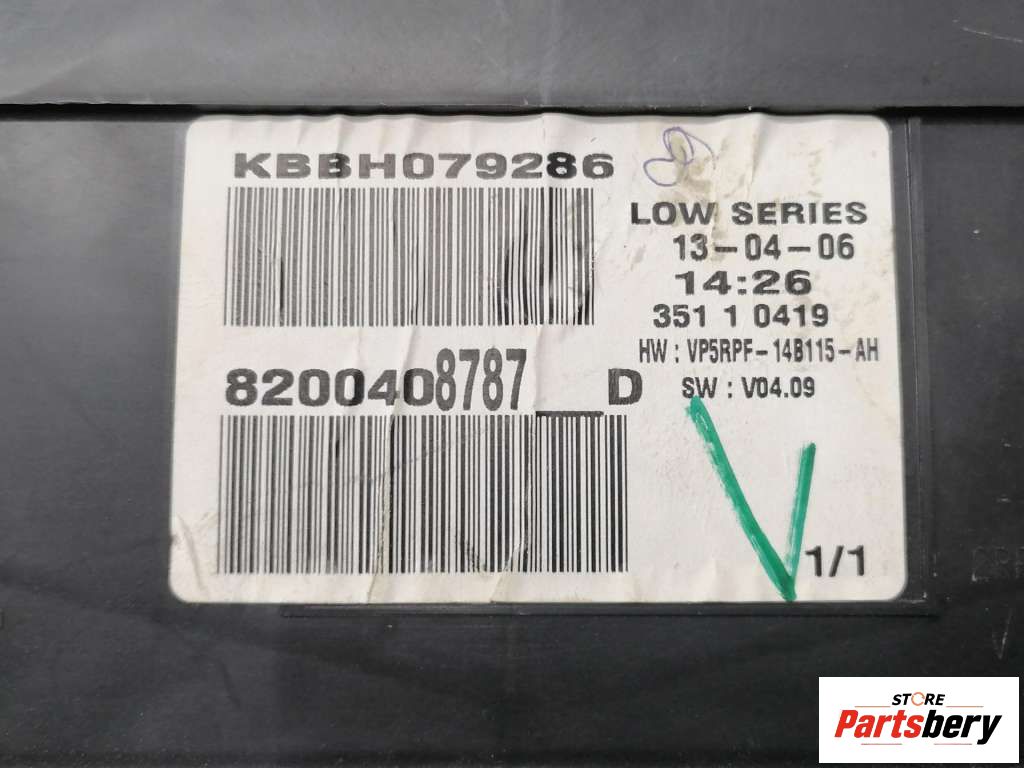 KBBH079286
LOW SERIES
13-04-06
14:26
351 1 0419
HW : VP5RPF-14B115-AH
SW : V04.09
8200408787__D
V
1/1
STORE
Partsbery